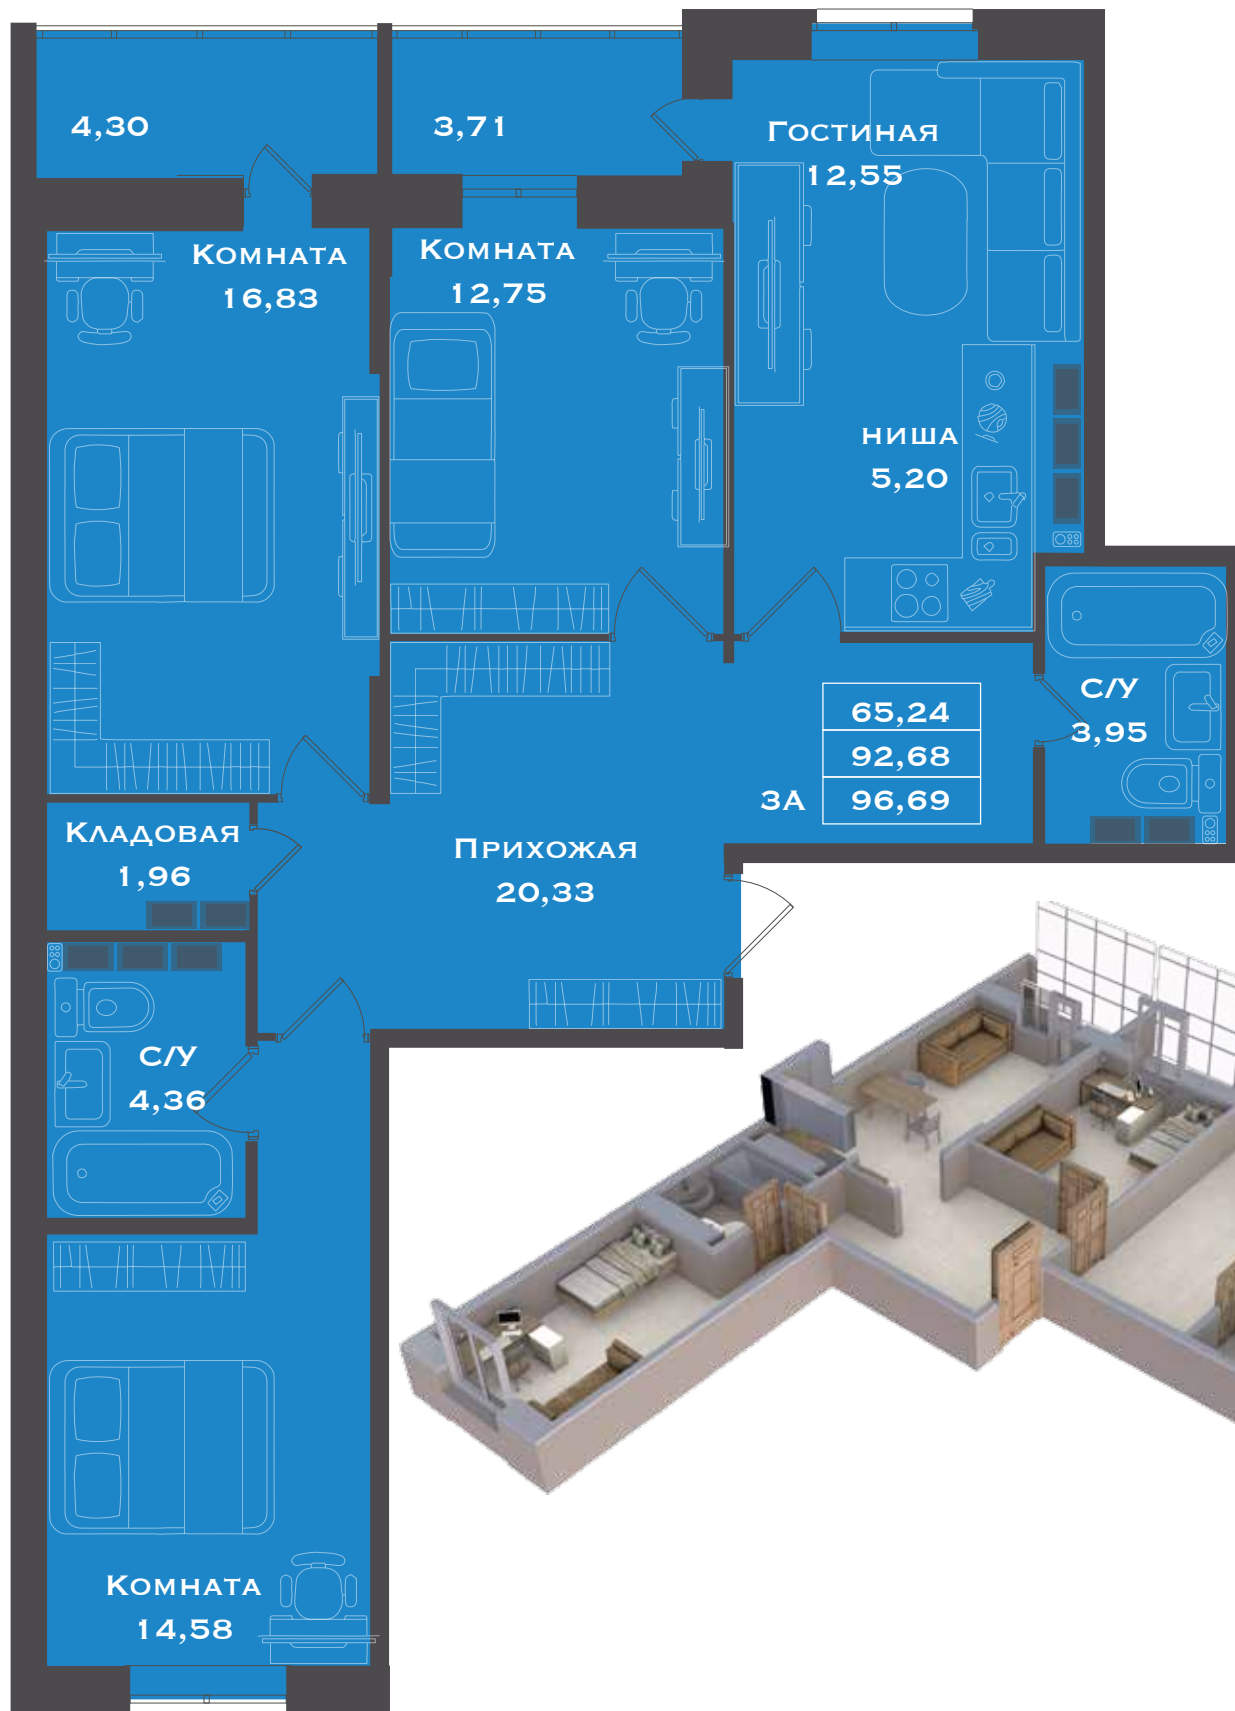 4,30
3,71
Гостиная
12,55
Комната
16,83
Комната
12,75
ниша
5,20
С/У
3,95
65,24
92,68
3А
96,69
Кладовая
1,96
Прихожая
20,33
С/У
4,36
Комната
14,58